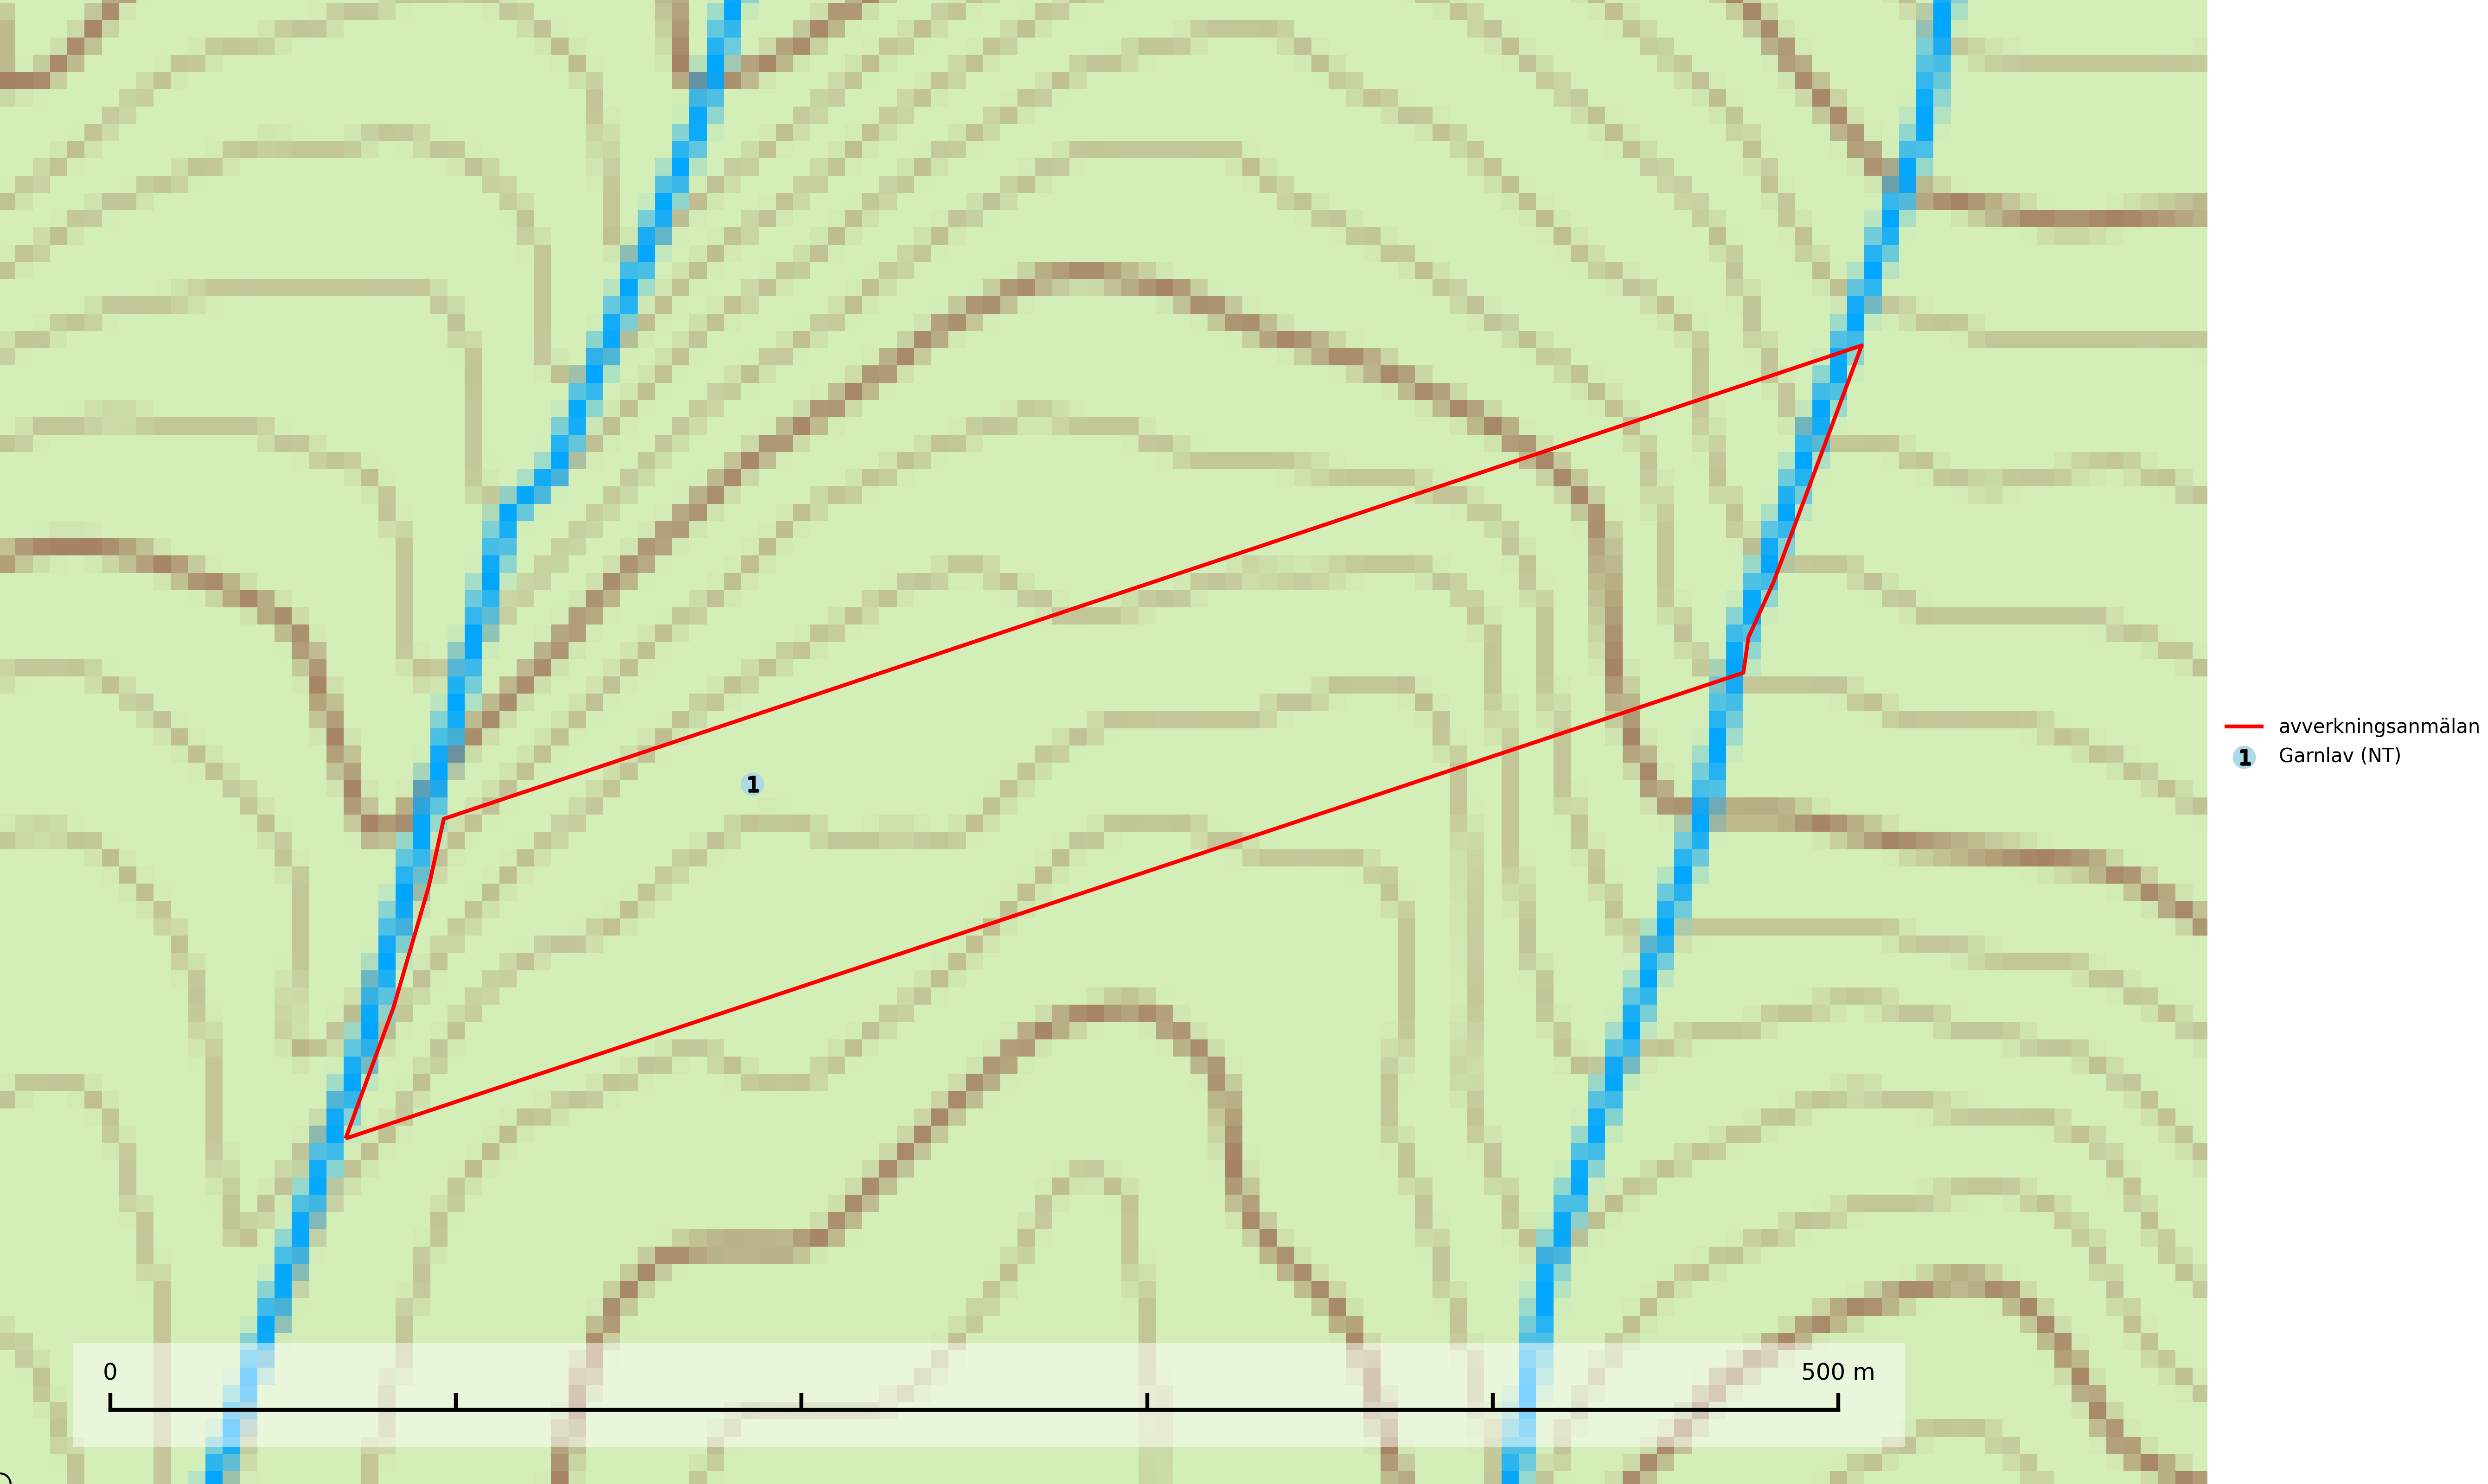 avverkningsanmälan
1 Garnlav (NT)
1
0 500 m